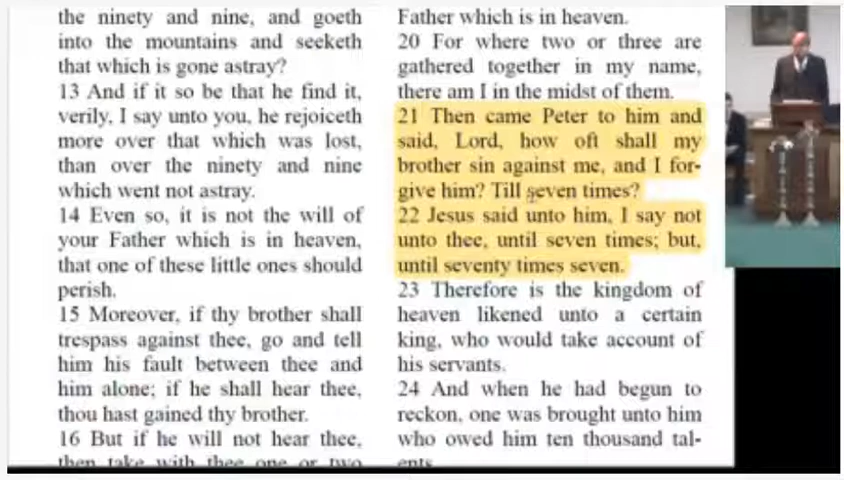 the ninety and nine, and goeth
into the mountains and seeketh
that which is gone astray?
13 And if it so be that he find it,
verily, I say unto you, he rejoiceth
more over that which was lost,
than over the ninety and nine
which went not astray.
14 Even so, it is not the will of
your Father which is in heaven,
that one of these little ones should
perish.
15 Moreover, if thy brother shall
trespass against thee, go and tell
him his fault between thee and
him alone; if he shall hear thee,
thou hast gained thy brother.
16 But if he will not hear thee,
then take with thee one or two
Father which is in heaven.
20 For where two or three are
gathered together in my name,
there am I in the midst of them.
21 Then came Peter to him and
said, Lord, how oft shall my
brother sin against me, and I for-
give him? Till seven times?
22 Jesus said unto him, I say not
unto thee, until seven times; but,
until seventy times seven.
23 Therefore is the kingdom of
heaven likened unto a certain
king, who would take account of
his servants.
24 And when he had begun to
reckon, one was brought unto him
who owed him ten thousand tal-
ents